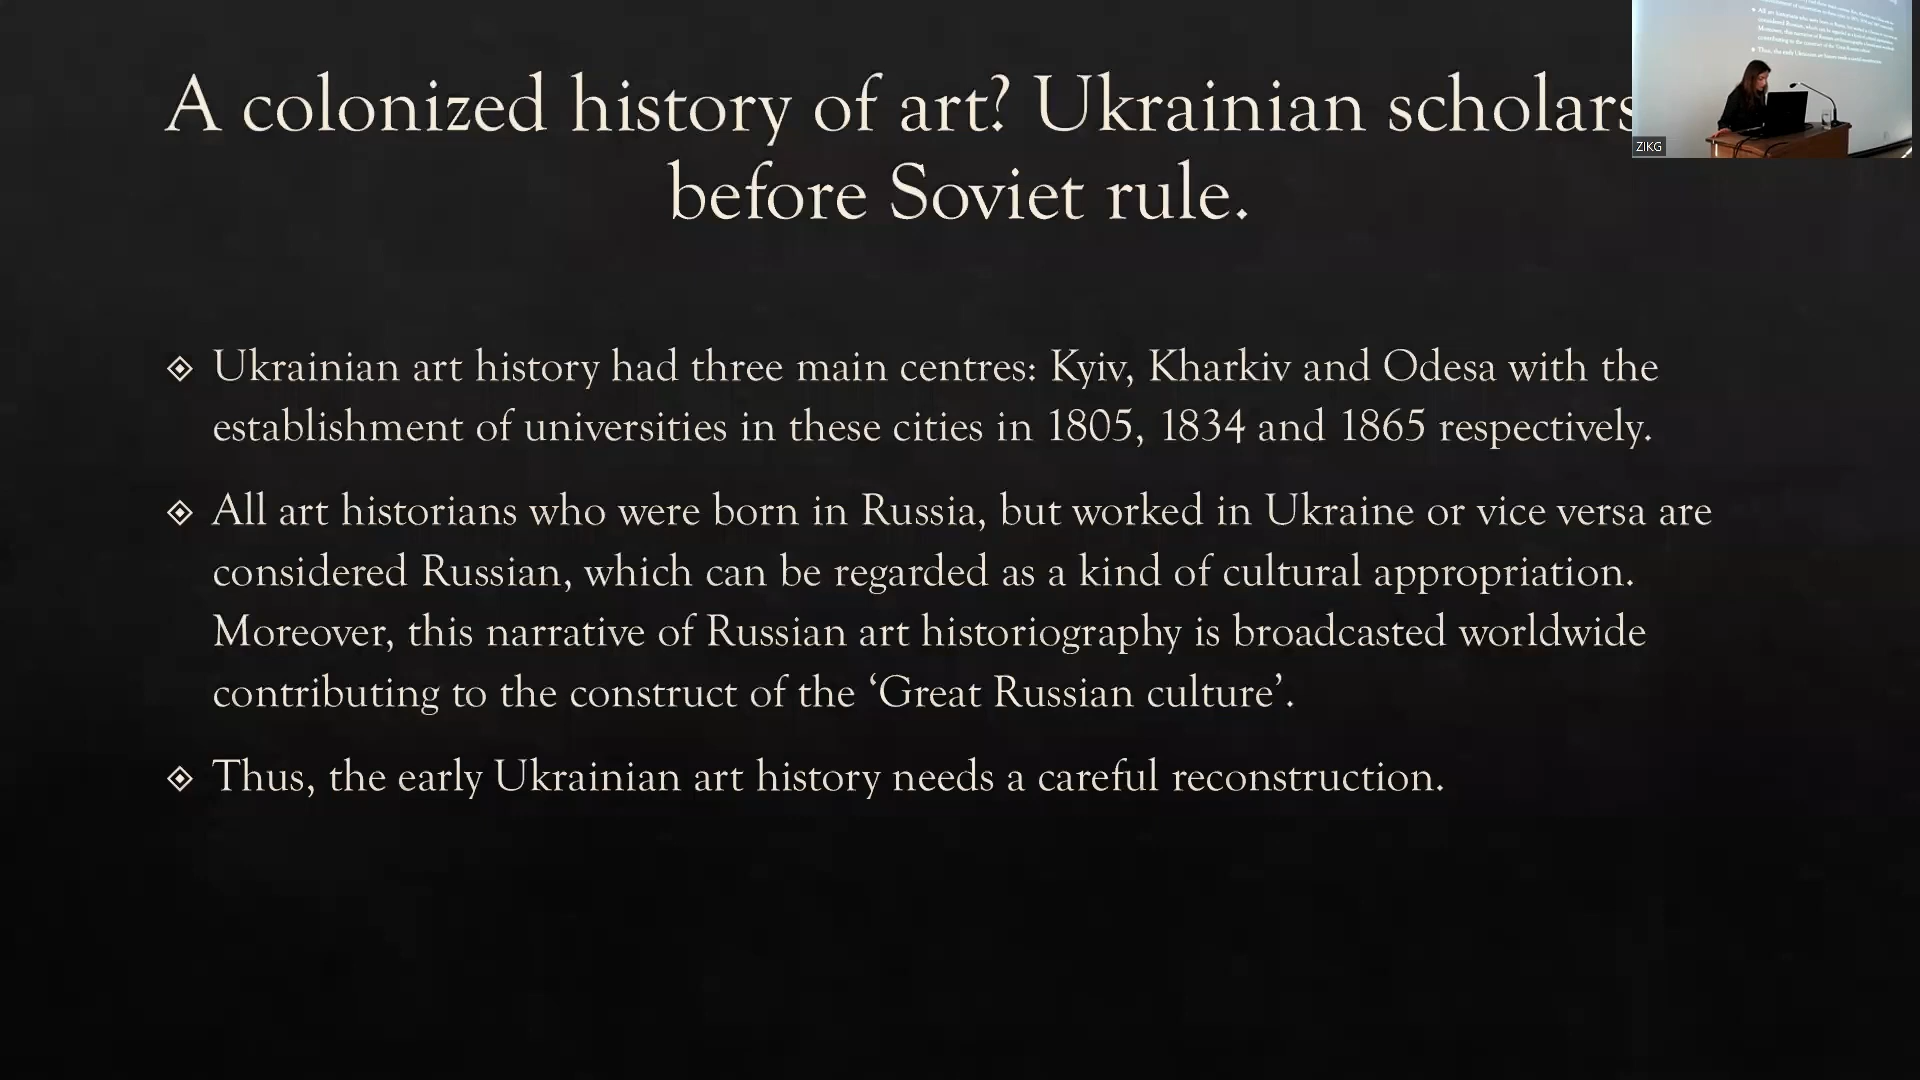 A colonized history of art? Ukrainian scholars
before Soviet rule.
ZIKG
◈ Ukrainian art history had three main centres: Kyiv, Kharkiv and Odesa with the
establishment of universities in these cities in 1805, 1834 and 1865 respectively.
◈ All art historians who were born in Russia, but worked in Ukraine or vice versa are
considered Russian, which can be regarded as a kind of cultural appropriation.
Moreover, this narrative of Russian art historiography is broadcasted worldwide
contributing to the construct of the ‘Great Russian culture’.
◈ Thus, the early Ukrainian art history needs a careful reconstruction.